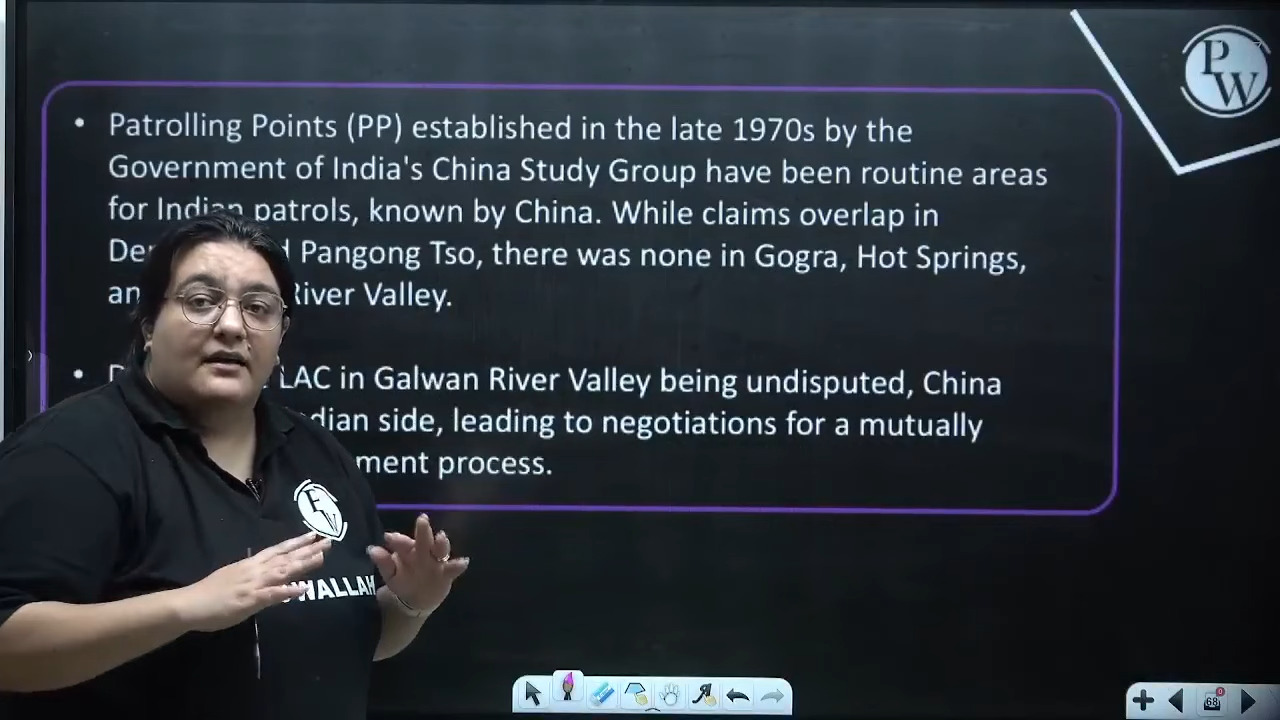 PW
• Patrolling Points (PP) established in the late 1970s by the
Government of India's China Study Group have been routine areas
for Indian patrols, known by China. While claims overlap in
Pangong Tso, there was none in Gogra, Hot Springs,
River Valley.
• LAC in Galwan River Valley being undisputed, China
side, leading to negotiations for a mutually
process.
WALLAH
68